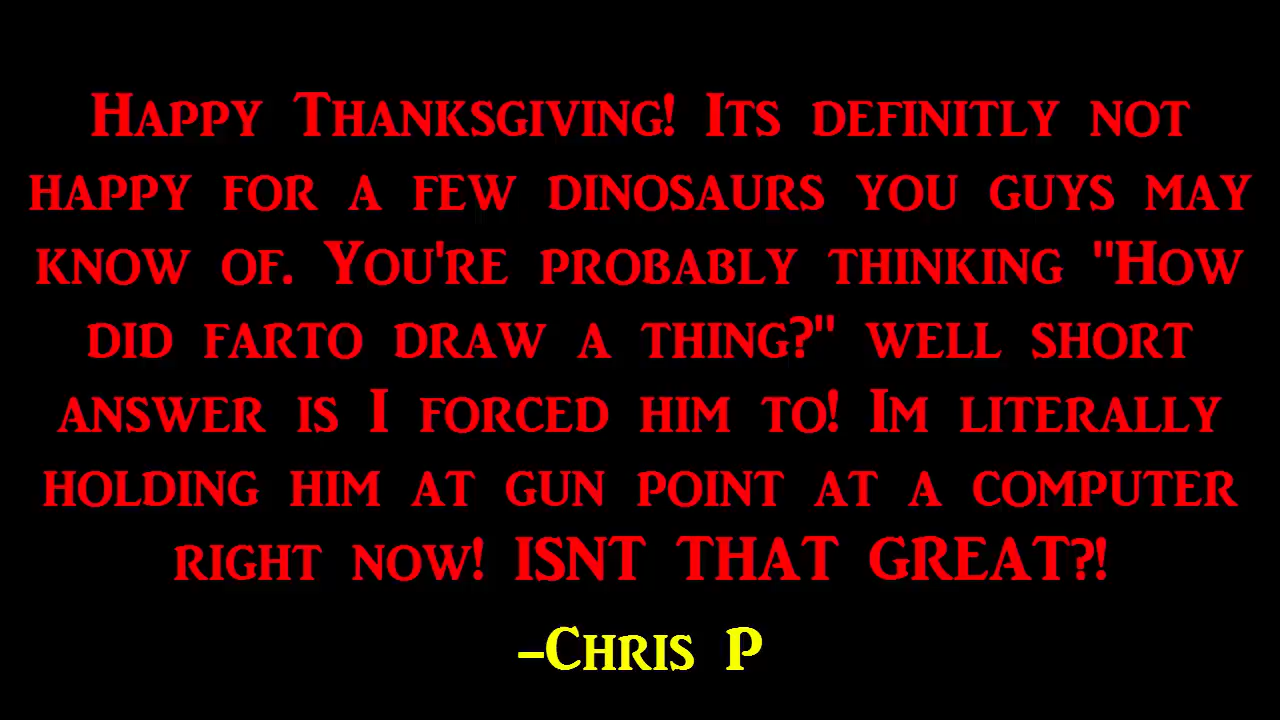 Happy Thanksgiving! Its definitly not
happy for a few dinosaurs you guys may
know of. You're probably thinking "How
did farto draw a thing?" well short
answer is I forced him to! Im literally
holding him at gun point at a computer
right now! ISNT THAT GREAT?!
-Chris P